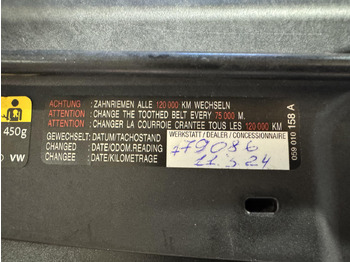 ACHTUNG : ZAHNRIEMEN ALLE 120 000 KM WECHSELN
ATTENTION : CHANGE THE TOOTHED BELT EVERY 75 000 M.
ATTENTION : CHANGER LA COURROIE CRANTEE TOUS LES 120 000 KM
GEWECHSELT: DATUM/TACHOSTAND
CHANGED : DATE/ODOM.READING
CHANGEE : DATE/KILOMETRAGE
WERKSTATT / DEALER / CONCESSIONNAIRE
179086
11.5.24
059 010 158 A
450g
VW